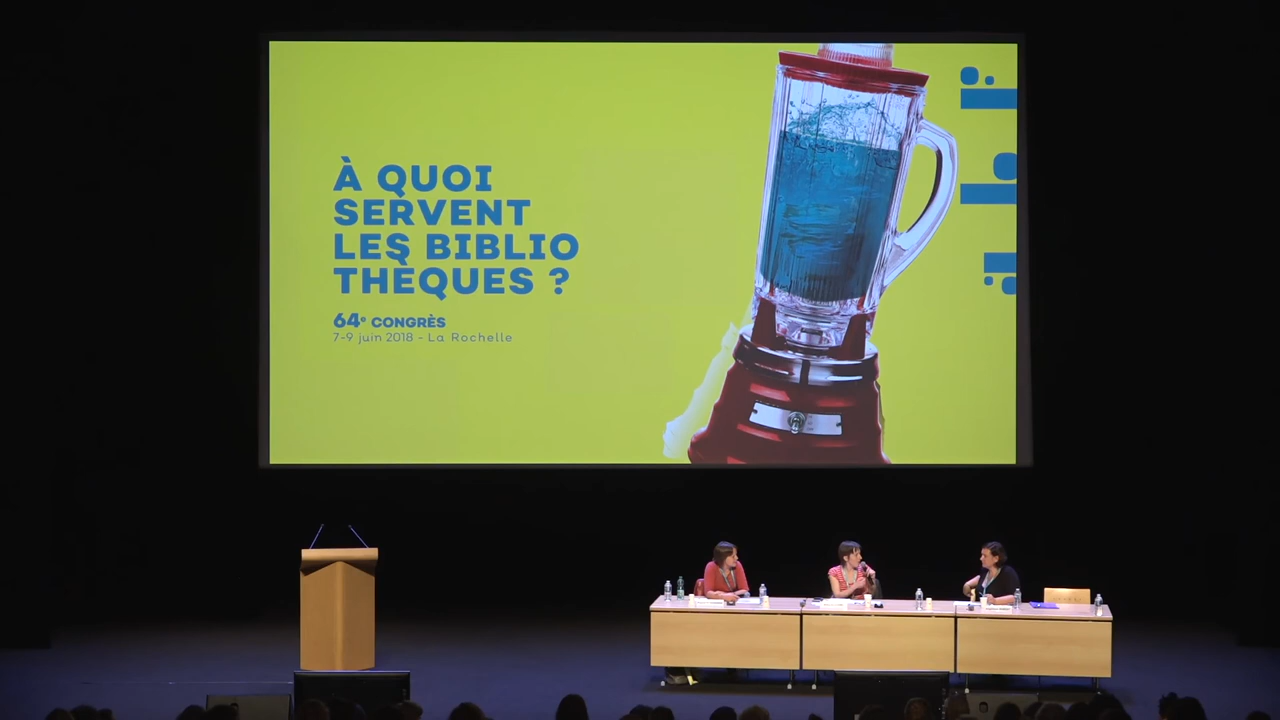 À QUOI
SERVENT
LES BIBLIO
THÈQUES ?
64e CONGRÈS
7-9 juin 2018 - La Rochelle